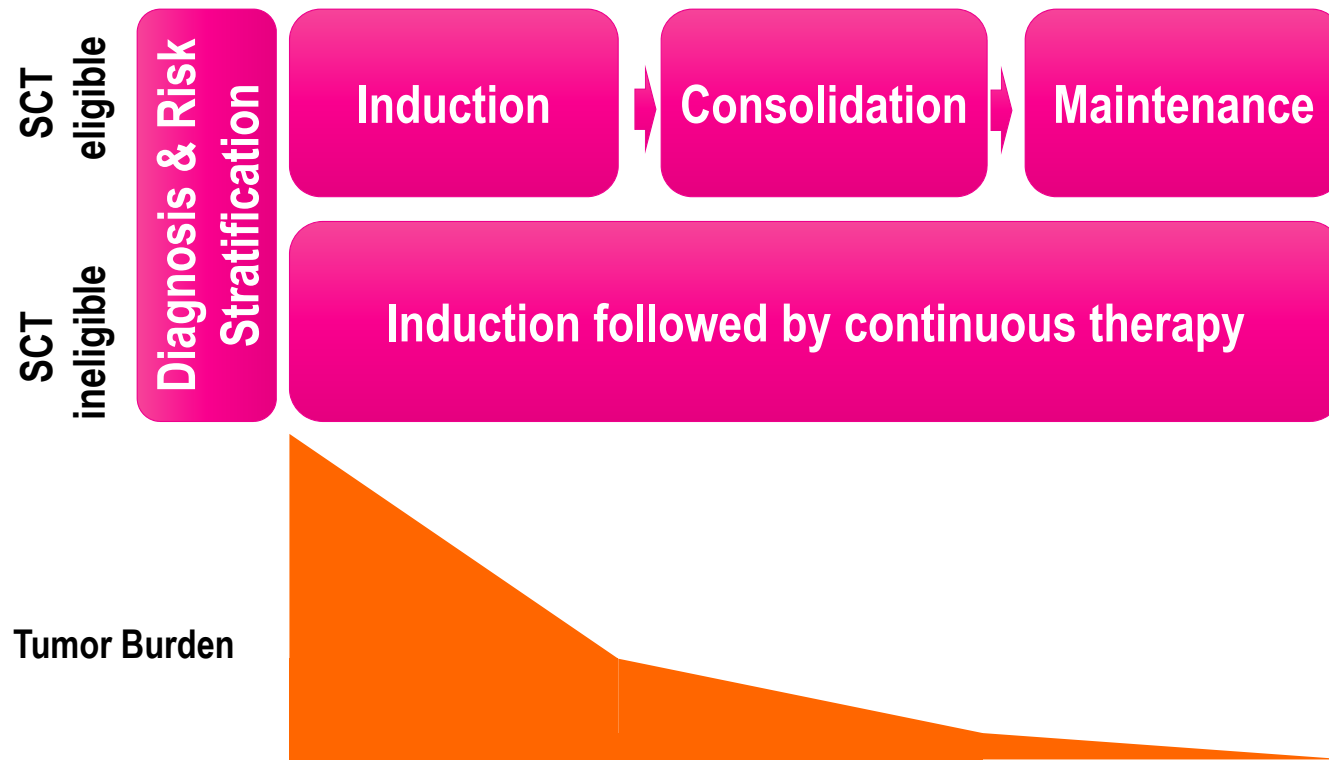 SCT
eligible
Diagnosis & Risk
Stratification
Induction
Consolidation
Maintenance
SCT
ineligible
Induction followed by continuous therapy
Tumor Burden